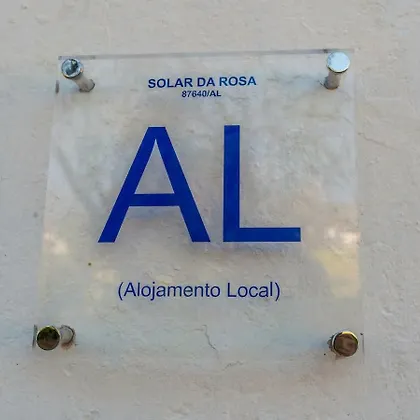 SOLAR DA ROSA
87640/AL
AL
(Alojamento Local)